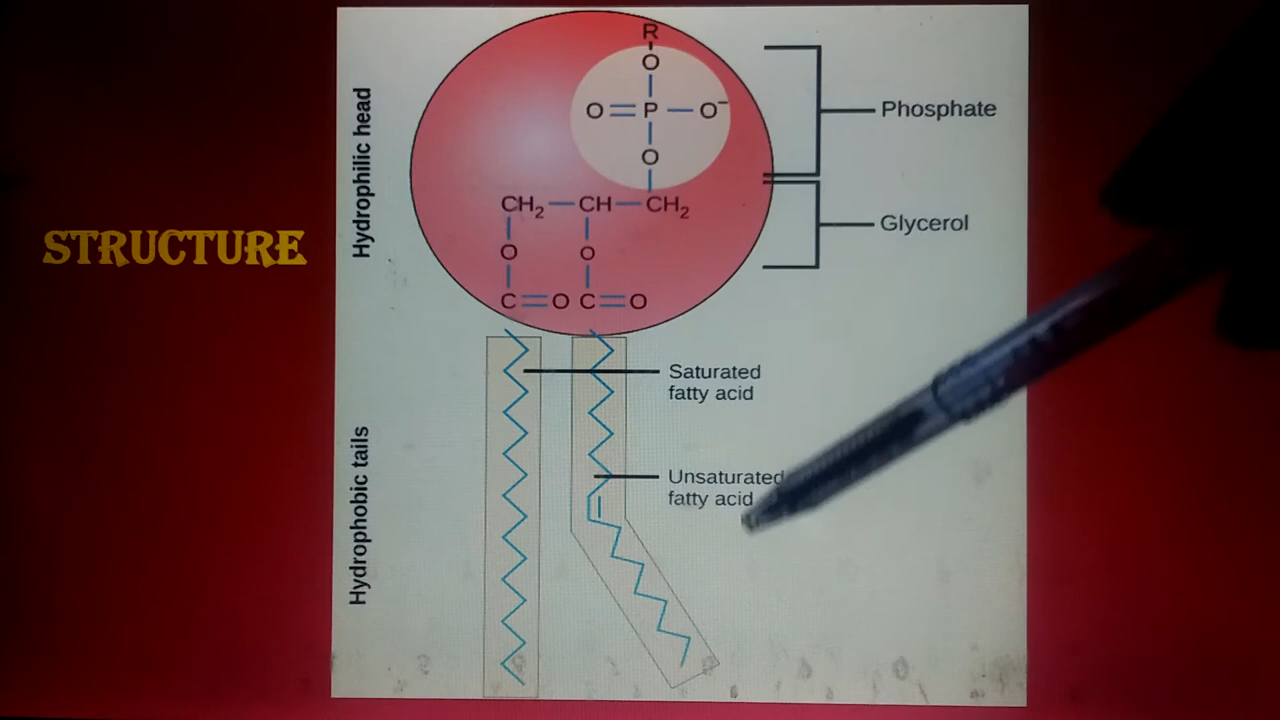 STRUCTURE
Hydrophilic head
R
O
O=P—O⁻
O
CH₂—CH—CH₂
O O
C=O C=O
Phosphate
Glycerol
Saturated
fatty acid
Unsaturated
fatty acid
Hydrophobic tails